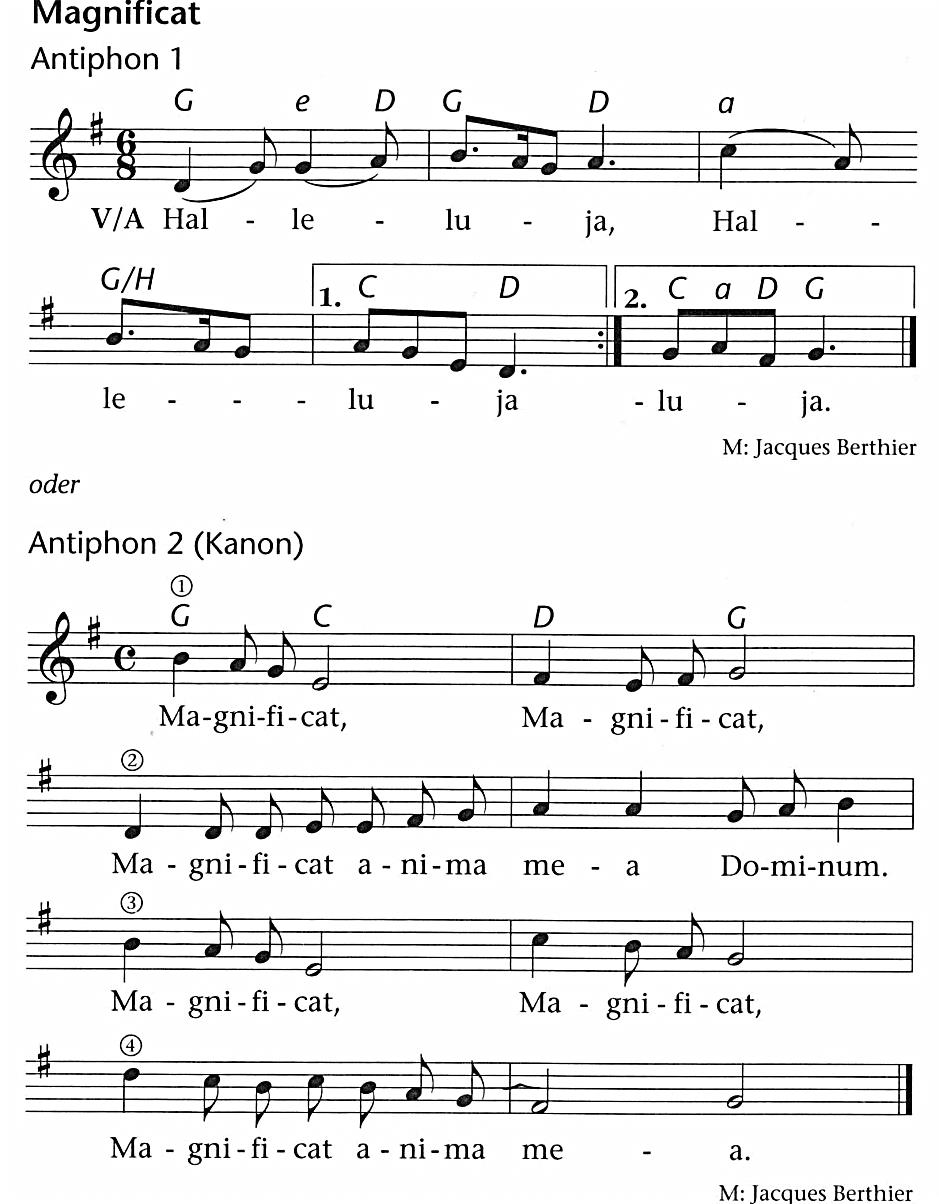 Magnificat
Antiphon 1
G e D G D a
6
8
V/A Hal - le - lu - ja, Hal - -
G/H 1. C D 2. C a D G
le - - - lu - ja - lu - ja.
M: Jacques Berthier
oder
Antiphon 2 (Kanon)
①
G C D G
Ma-gni-fi-cat, Ma - gni-fi-cat,
②
Ma - gni-fi-cat a-ni-ma me - a Do-mi-num.
③
Ma - gni-fi-cat, Ma - gni-fi-cat,
④
Ma - gni-fi-cat a-ni-ma me - a.
M: Jacques Berthier